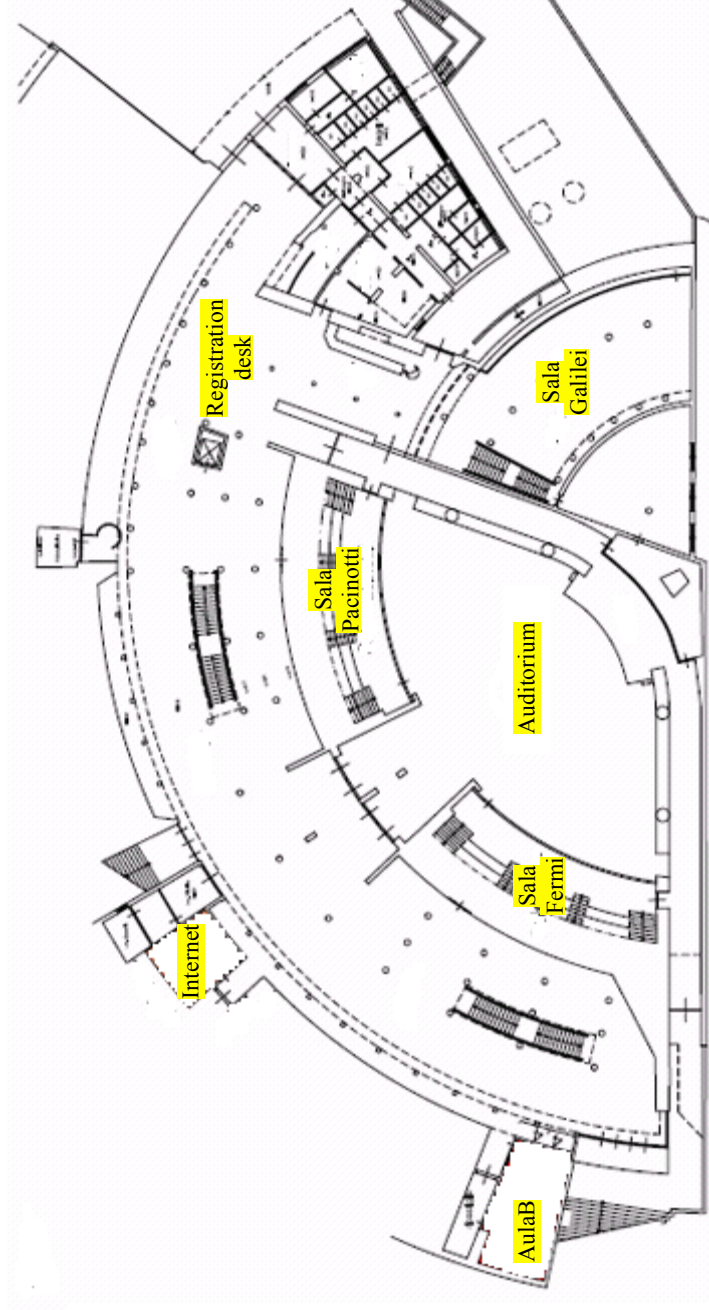 Registration
desk
Sala
Galilei
Sala
Pacinotti
Auditorium
Sala
Fermi
Internet
AulaB